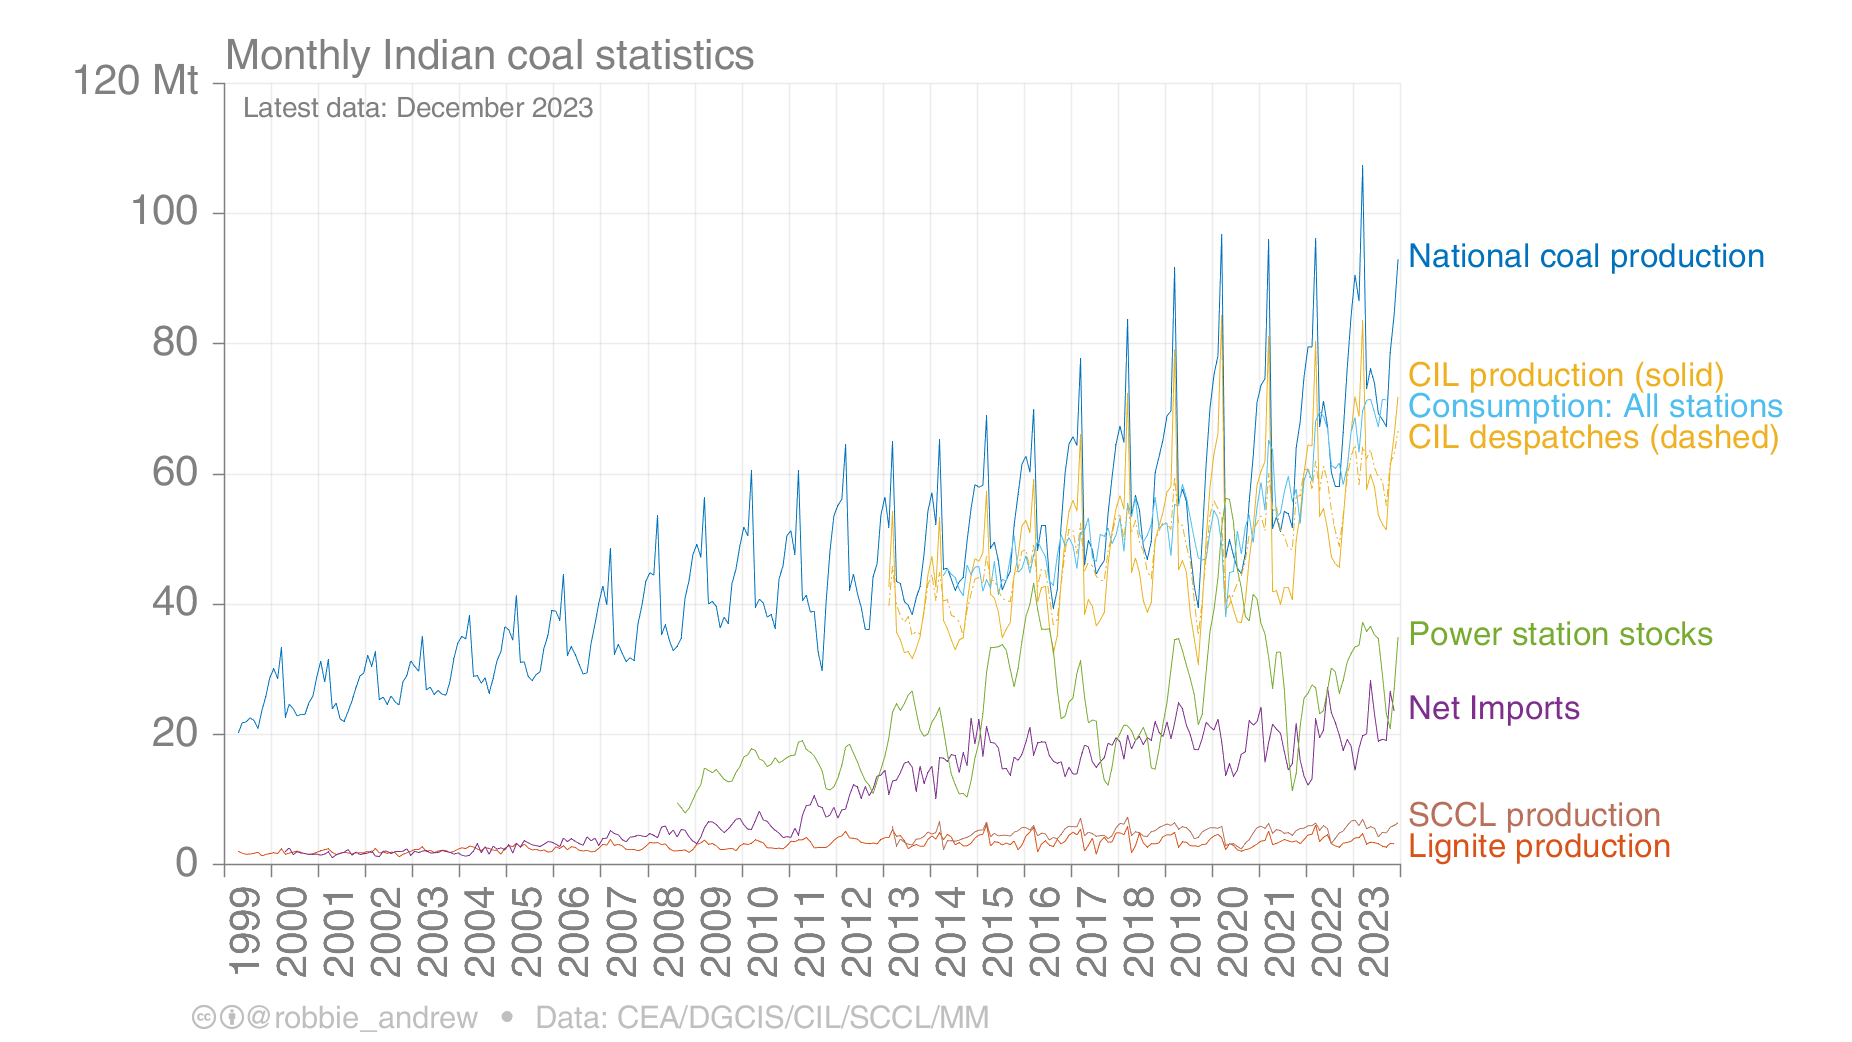 Monthly Indian coal statistics
120 Mt
Latest data: December 2023
100
80
60
40
20
0
National coal production
CIL production (solid)
Consumption: All stations
CIL despatches (dashed)
Power station stocks
Net Imports
SCCL production
Lignite production
1999 2000 2001 2002 2003 2004 2005 2006 2007 2008 2009 2010 2011 2012 2013 2014 2015 2016 2017 2018 2019 2020 2021 2022 2023
cc @robbie_andrew • Data: CEA/DGCIS/CIL/SCCL/MM